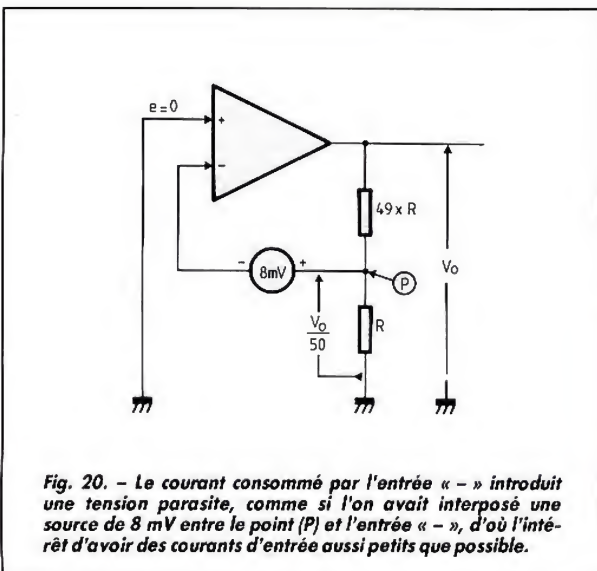 e=0
+
-
49 x R
- 8mV +
P
Vo
Vo
50
R
Fig. 20. – Le courant consommé par l'entrée « – » introduit
une tension parasite, comme si l'on avait interposé une
source de 8 mV entre le point (P) et l'entrée « – », d'où l'inté-
rêt d'avoir des courants d'entrée aussi petits que possible.